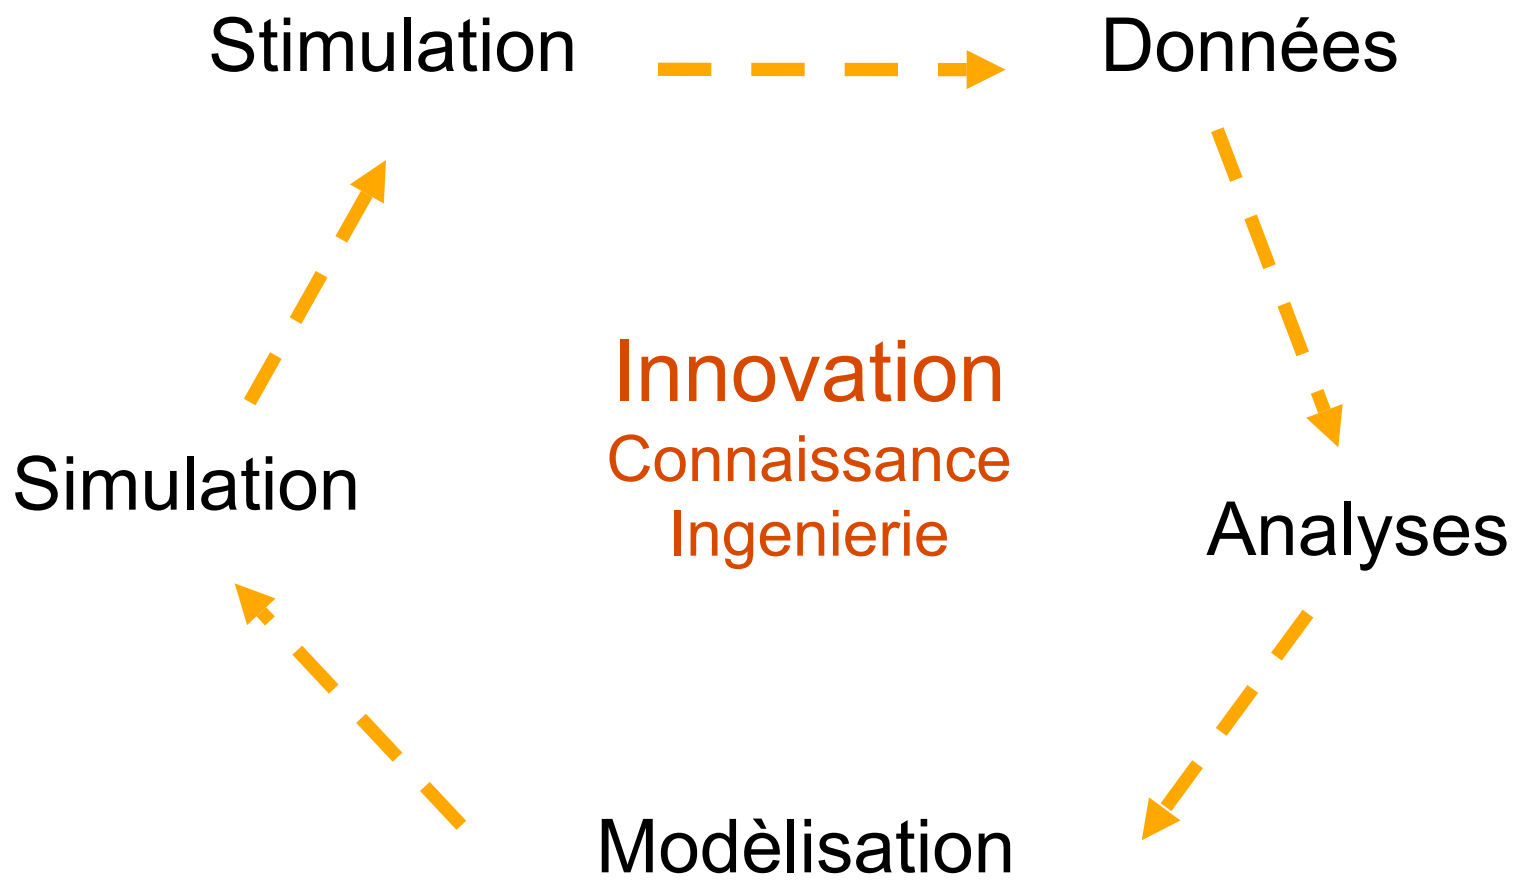 Stimulation
Données
Innovation
Connaissance
Ingenierie
Simulation
Analyses
Modèlisation